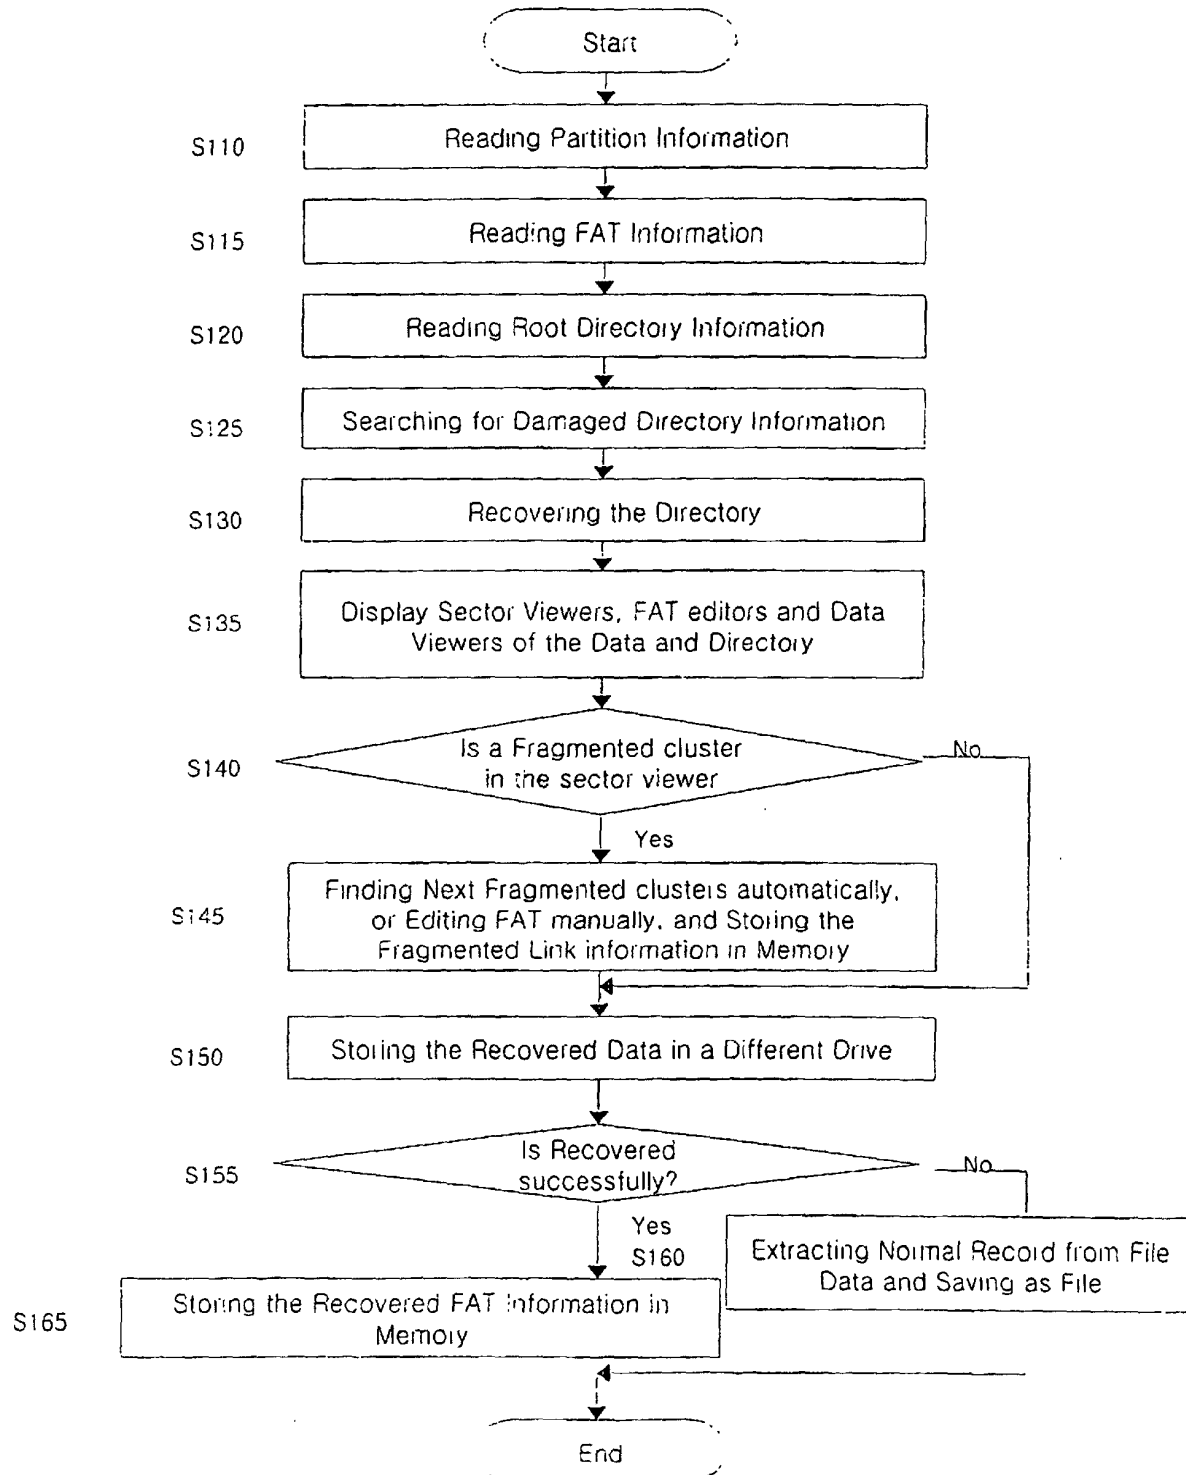 Start
S110
Reading Partition Information
S115
Reading FAT Information
S120
Reading Root Directory Information
S125
Searching for Damaged Directory Information
S130
Recovering the Directory
S135
Display Sector Viewers, FAT editors and Data
Viewers of the Data and Directory
S140
Is a Fragmented cluster
in the sector viewer
No
Yes
S145
Finding Next Fragmented clusters automatically,
or Editing FAT manually, and Storing the
Fragmented Link information in Memory
S150
Storing the Recovered Data in a Different Drive
S155
Is Recovered
successfully?
No
Yes
S160
Extracting Normal Record from File
Data and Saving as File
S165
Storing the Recovered FAT Information in
Memory
End